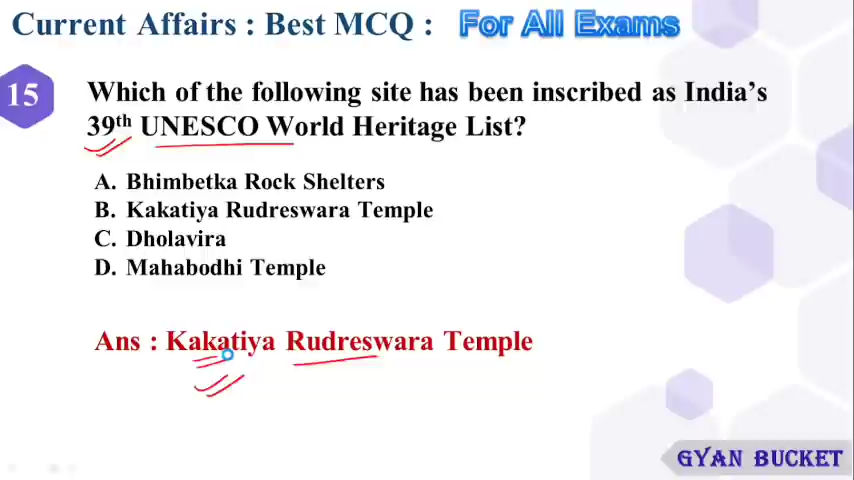 Current Affairs : Best MCQ : For All Exams
15
Which of the following site has been inscribed as India's
39th UNESCO World Heritage List?
A. Bhimbetka Rock Shelters
B. Kakatiya Rudreswara Temple
C. Dholavira
D. Mahabodhi Temple
Ans : Kakatiya Rudreswara Temple
GYAN BUCKET